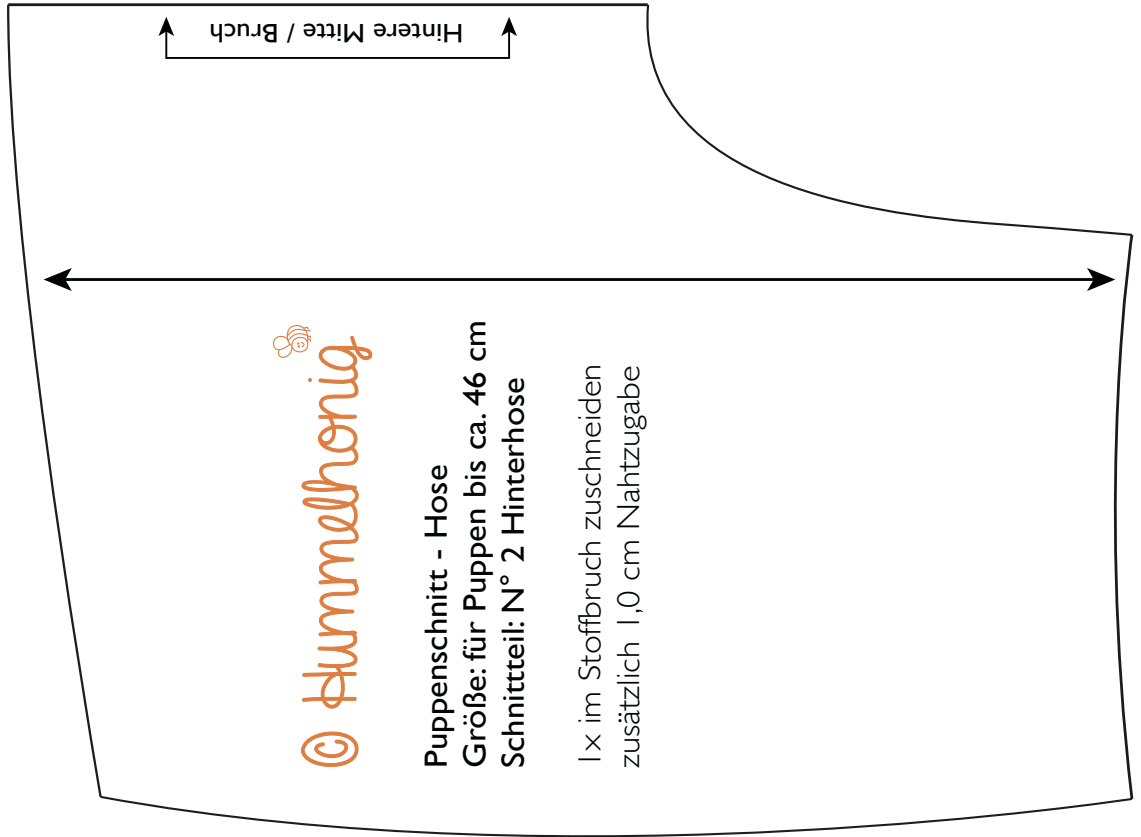 Hintere Mitte / Bruch
© Hummelhonig
Puppenschnitt - Hose
Größe: für Puppen bis ca. 46 cm
Schnittteil: N° 2 Hinterhose
1x im Stoffbruch zuschneiden
zusätzlich 1,0 cm Nahtzugabe